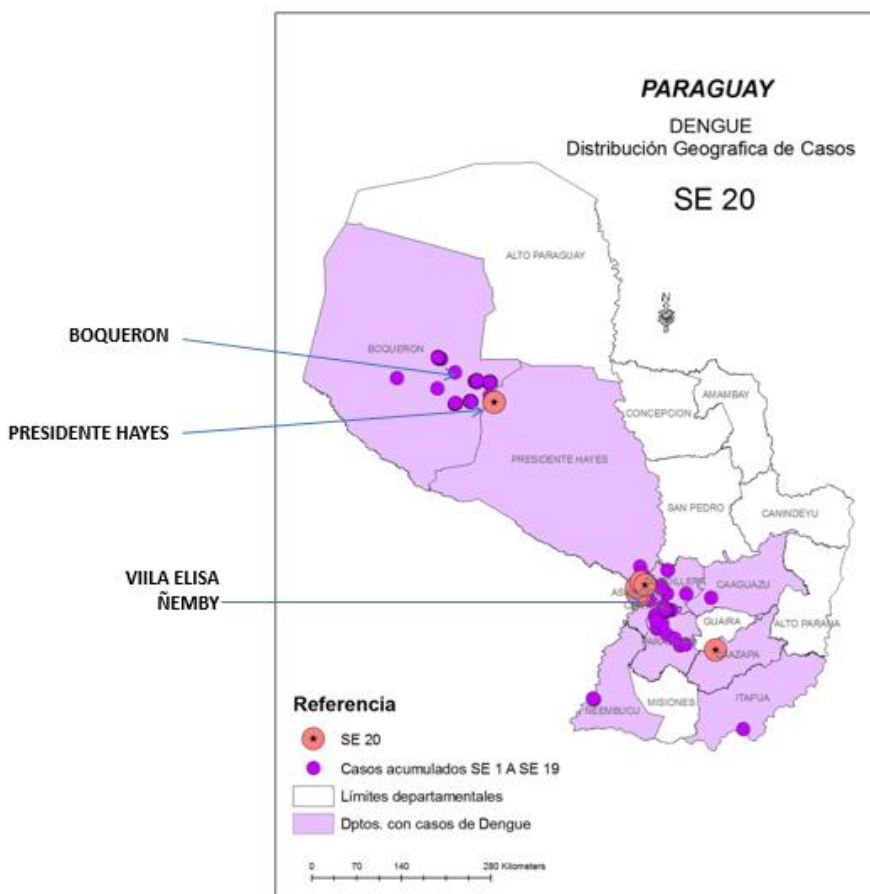 PARAGUAY
DENGUE
Distribución Geografica de Casos
SE 20
N
ALTO PARAGUAY
BOQUERON
BOQUERON
PRESIDENTE HAYES
CONCEPCION
AMAMBAY
PRESIDENTE HAYES
SAN PEDRO
CANINDEYU
VIILA ELISA
ÑEMBY
CAAGUAZU
GUAIRA
ALTO PARANA
MISIONES
ITAPUA
ÑEEMBUCU
Referencia
SE 20
Casos acumulados SE 1 A SE 19
Límites departamentales
Dptos. con casos de Dengue
0 70 140 280 Kilometers